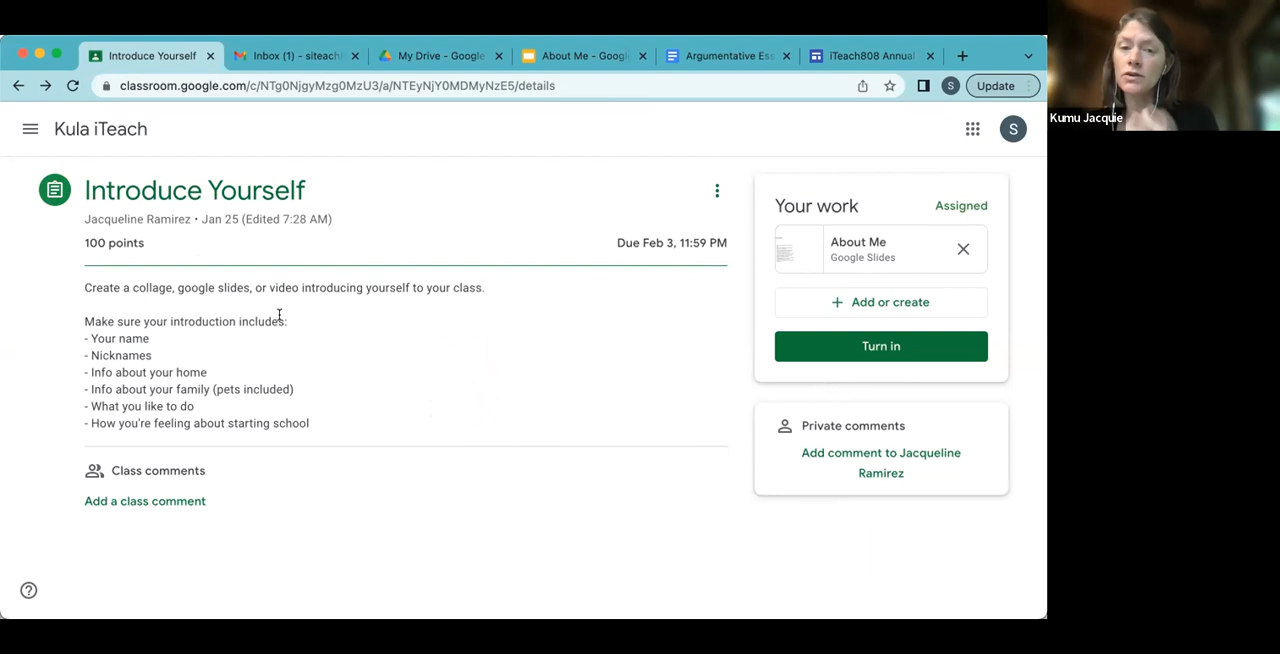 Introduce Yourself
Inbox (1) - siteach
My Drive - Google
About Me - Googl
Argumentative Ess
iTeach808 Annual
classroom.google.com/c/NTg0NjgyMzg0MzU3/a/NTEyNjY0MDMyNzE5/details
S
Update
Kumu Jacquie
Kula iTeach
S
Introduce Yourself
Jacqueline Ramirez • Jan 25 (Edited 7:28 AM)
100 points
Due Feb 3, 11:59 PM
Create a collage, google slides, or video introducing yourself to your class.
Make sure your introduction includes:
- Your name
- Nicknames
- Info about your home
- Info about your family (pets included)
- What you like to do
- How you're feeling about starting school
Class comments
Add a class comment
Your work
Assigned
About Me
Google Slides
+ Add or create
Turn in
Private comments
Add comment to Jacqueline
Ramirez